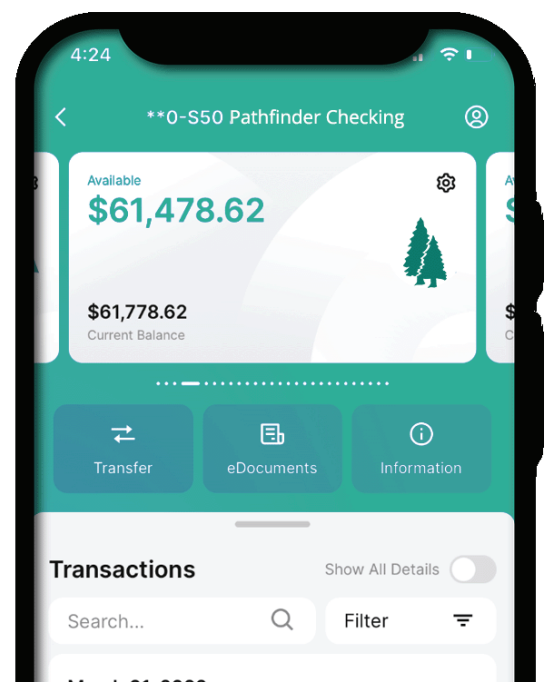 4:24
**0-S50 Pathfinder Checking
Available
$61,478.62
$61,778.62
Current Balance
Transfer
eDocuments
Information
Transactions
Show All Details
Search...
Filter